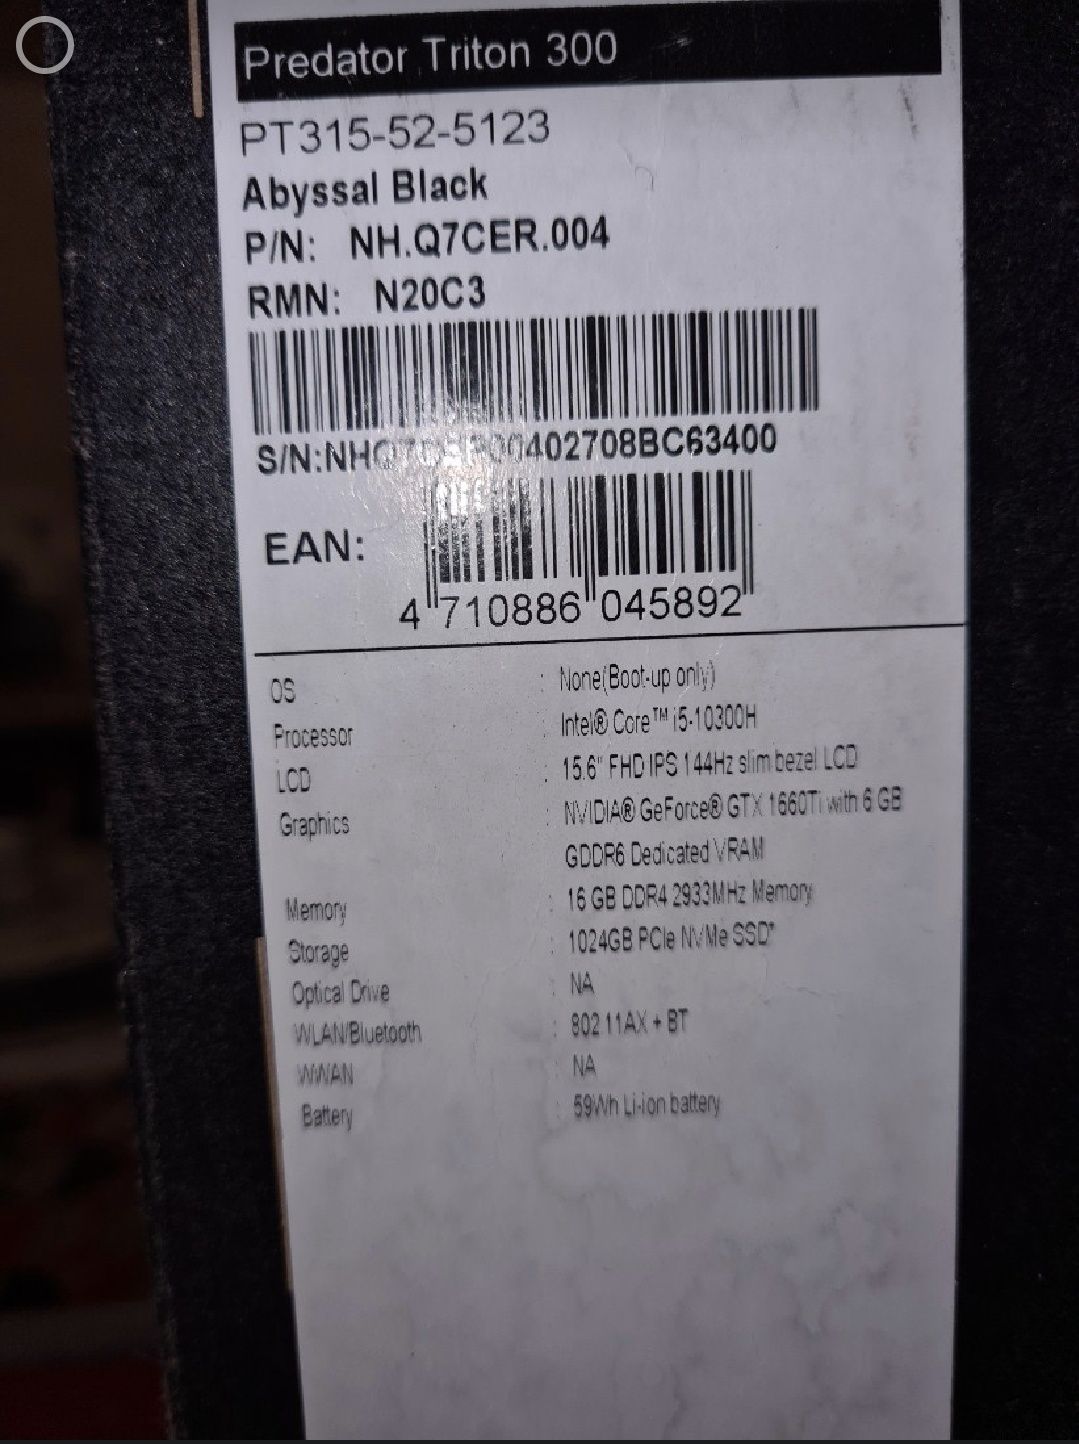 Predator Triton 300
PT315-52-5123
Abyssal Black
P/N: NH.Q7CER.004
RMN: N20C3
EAN:
4 710886 045892
OS : None(Boot-up only)
Processor : Intel® Core™ i5-10300H
LCD : 15.6" FHD IPS 144Hz slim bezel LCD
Graphics : NVIDIA® GeForce® GTX 1660Ti with 6 GB
GDDR6 Dedicated VRAM
Memory : 16 GB DDR4 2933MHz Memory
Storage : 1024GB PCIe NVMe SSD*
Optical Drive : NA
WLAN/Bluetooth : 802.11AX + BT
WWAN : NA
Battery : 59Wh Li-ion battery